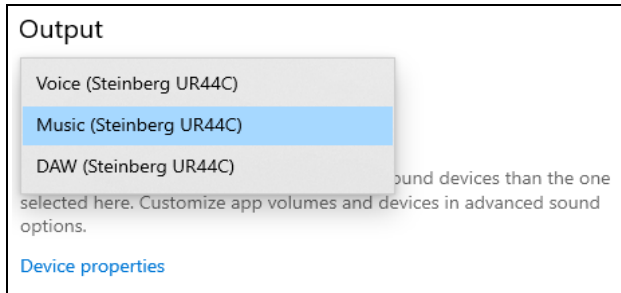 Output
Voice (Steinberg UR44C)
Music (Steinberg UR44C)
DAW (Steinberg UR44C)
sound devices than the one
selected here. Customize app volumes and devices in advanced sound
options.
Device properties